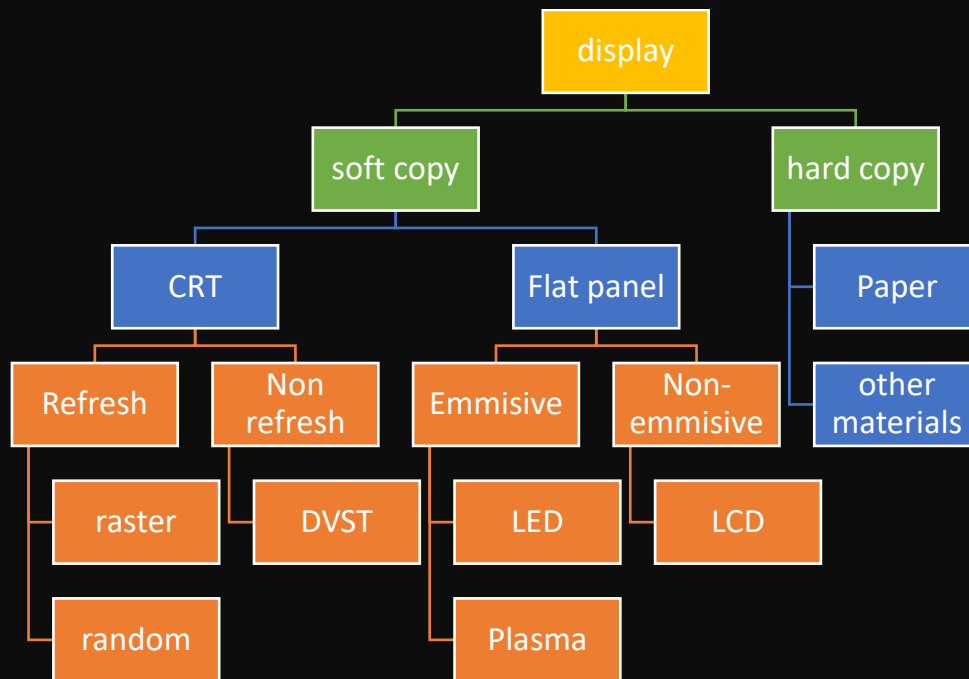 display
soft copy
hard copy
CRT
Flat panel
Paper
Refresh
Non
refresh
Emmisive
Non-
emmisive
other
materials
raster
DVST
LED
LCD
random
Plasma